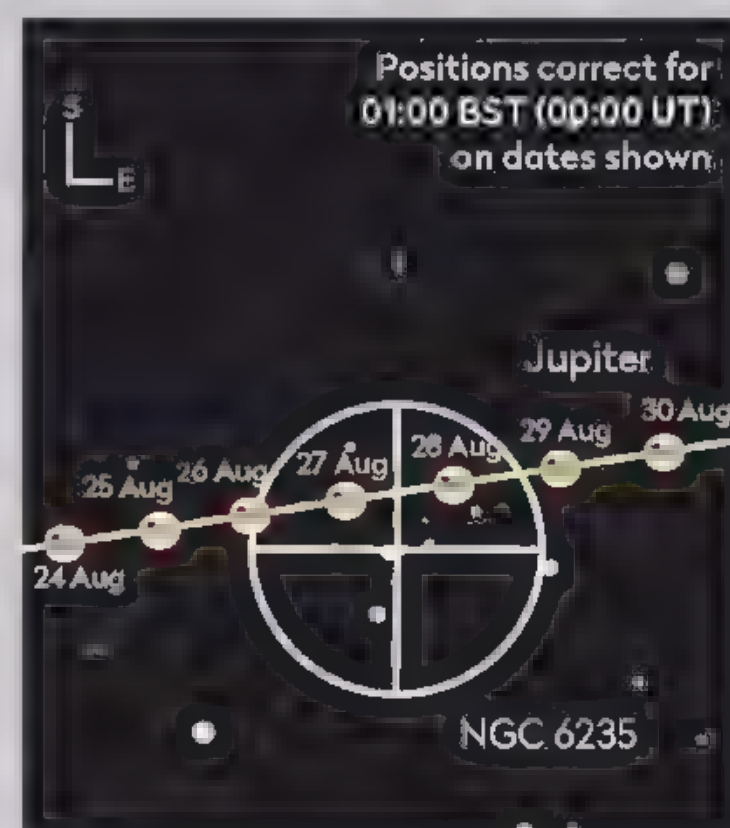 Positions correct for
01:00 BST (00:00 UT)
on dates shown
S
E
Jupiter
30 Aug
29 Aug
28 Aug
27 Aug
26 Aug
25 Aug
24 Aug
NGC 6235